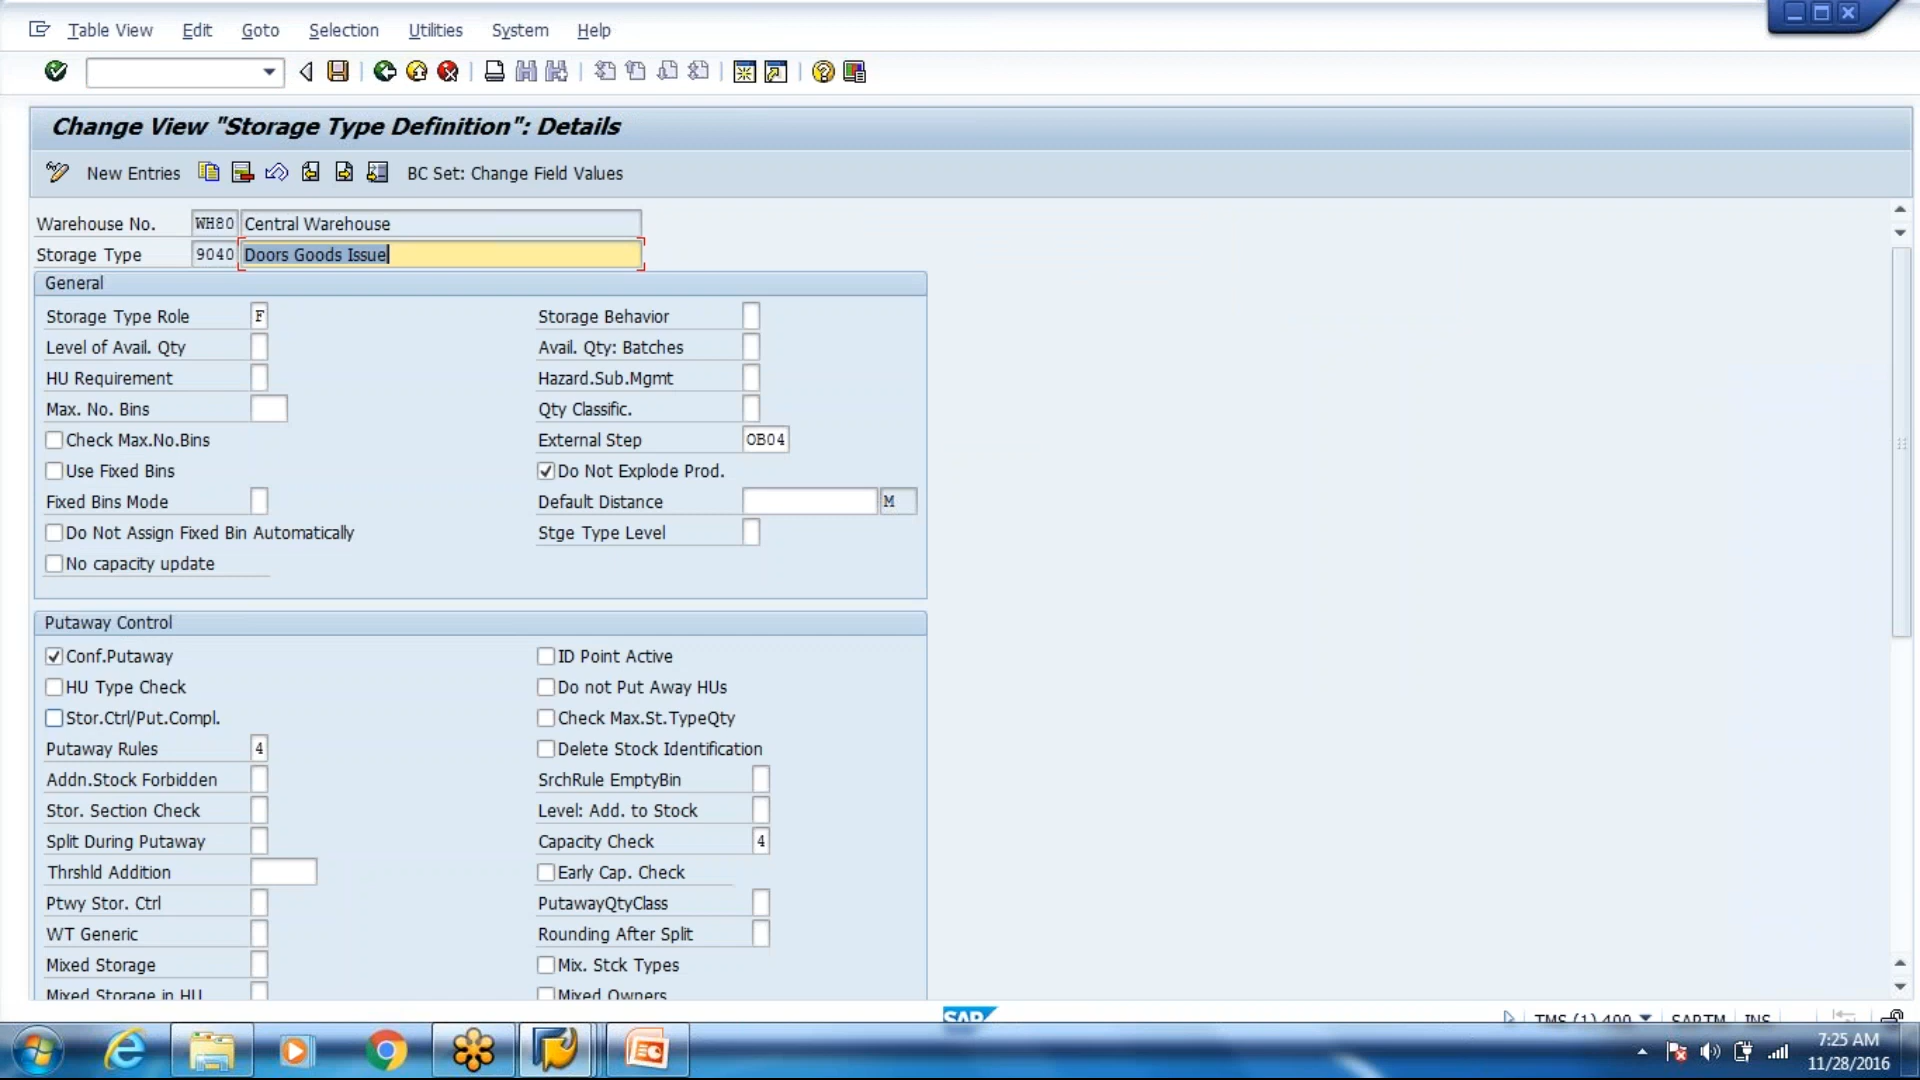 Table View Edit Goto Selection Utilities System Help
Change View "Storage Type Definition": Details
New Entries BC Set: Change Field Values
Warehouse No. WH80 Central Warehouse
Storage Type 9040 Doors Goods Issue
General
Storage Type Role F Storage Behavior
Level of Avail. Qty Avail. Qty: Batches
HU Requirement Hazard.Sub.Mgmt
Max. No. Bins Qty Classific.
Check Max.No.Bins External Step OB04
Use Fixed Bins Do Not Explode Prod.
Fixed Bins Mode Default Distance M
Do Not Assign Fixed Bin Automatically Stge Type Level
No capacity update
Putaway Control
Conf.Putaway ID Point Active
HU Type Check Do not Put Away HUs
Stor.Ctrl/Put.Compl. Check Max.St.TypeQty
Putaway Rules 4 Delete Stock Identification
Addn.Stock Forbidden SrchRule EmptyBin
Stor. Section Check Level: Add. to Stock
Split During Putaway Capacity Check 4
Thrshld Addition Early Cap. Check
Ptwy Stor. Ctrl PutawayQtyClass
WT Generic Rounding After Split
Mixed Storage Mix. Stck Types
Mixed Storage in HU Mixed Owners
SAP TMS (1) 400 SAPTM INS
7:25 AM
11/28/2016